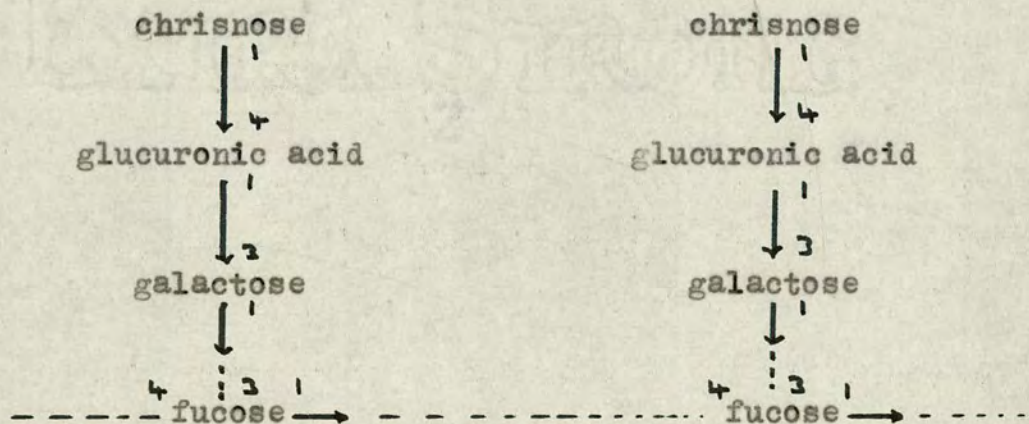 chrisnose chrisnose
1 1
4 4
glucuronic acid glucuronic acid
1 1
3 3
galactose galactose
1 1
4 3 1 4 3 1
fucose fucose